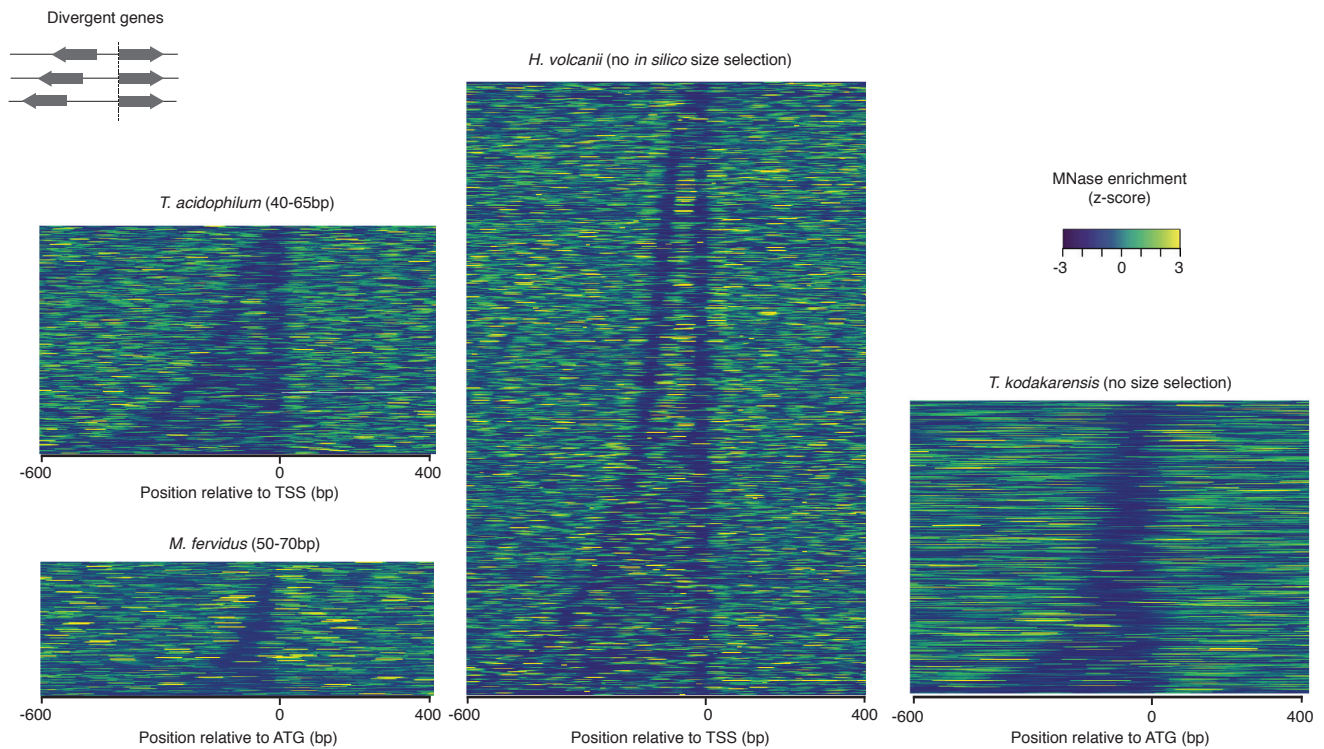 Divergent genes
H. volcanii (no in silico size selection)
MNase enrichment
(z-score)
-3 0 3
T. acidophilum (40-65bp)
-600 0 400
Position relative to TSS (bp)
T. kodakarensis (no size selection)
M. fervidus (50-70bp)
-600 0 400
Position relative to ATG (bp)
-600 0 400
Position relative to TSS (bp)
-600 0 400
Position relative to ATG (bp)